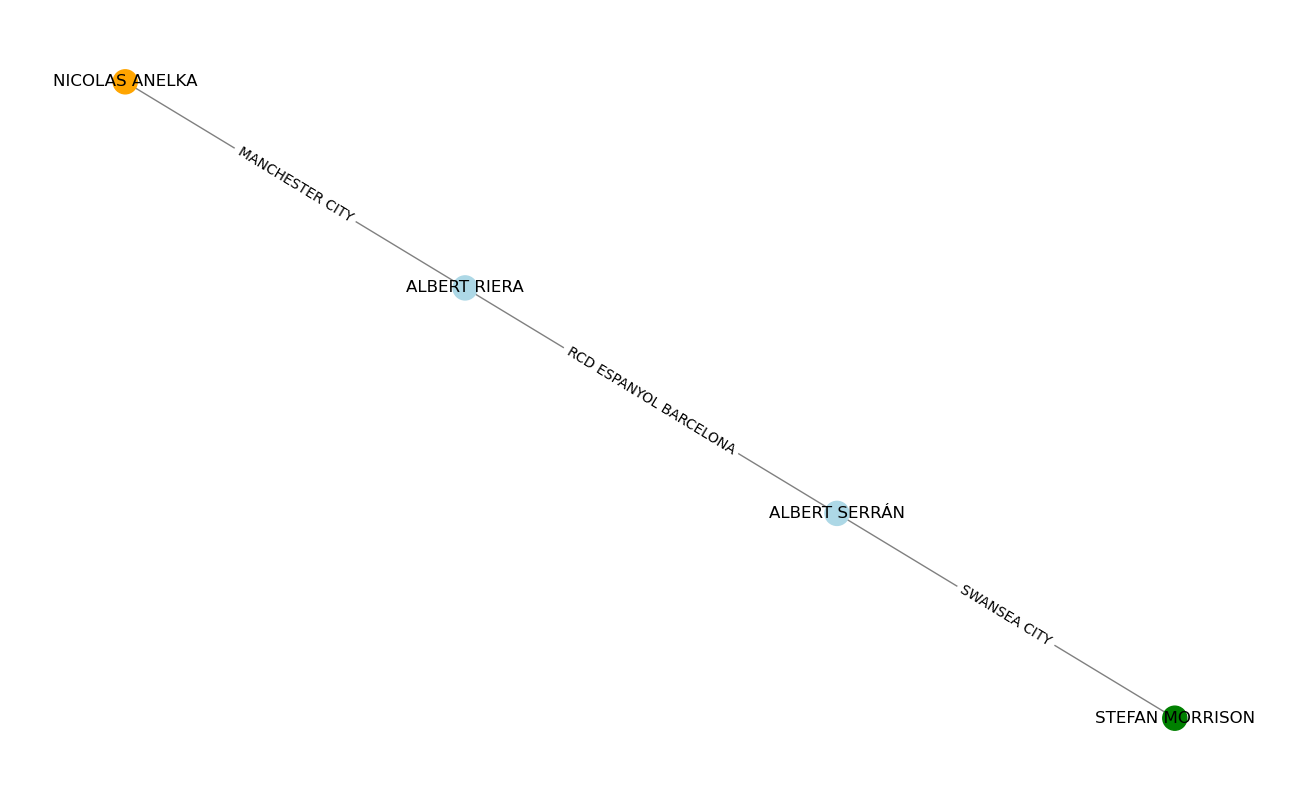 NICOLAS ANELKA
MANCHESTER CITY
ALBERT RIERA
RCD ESPANYOL BARCELONA
ALBERT SERRÁN
SWANSEA CITY
STEFAN MORRISON